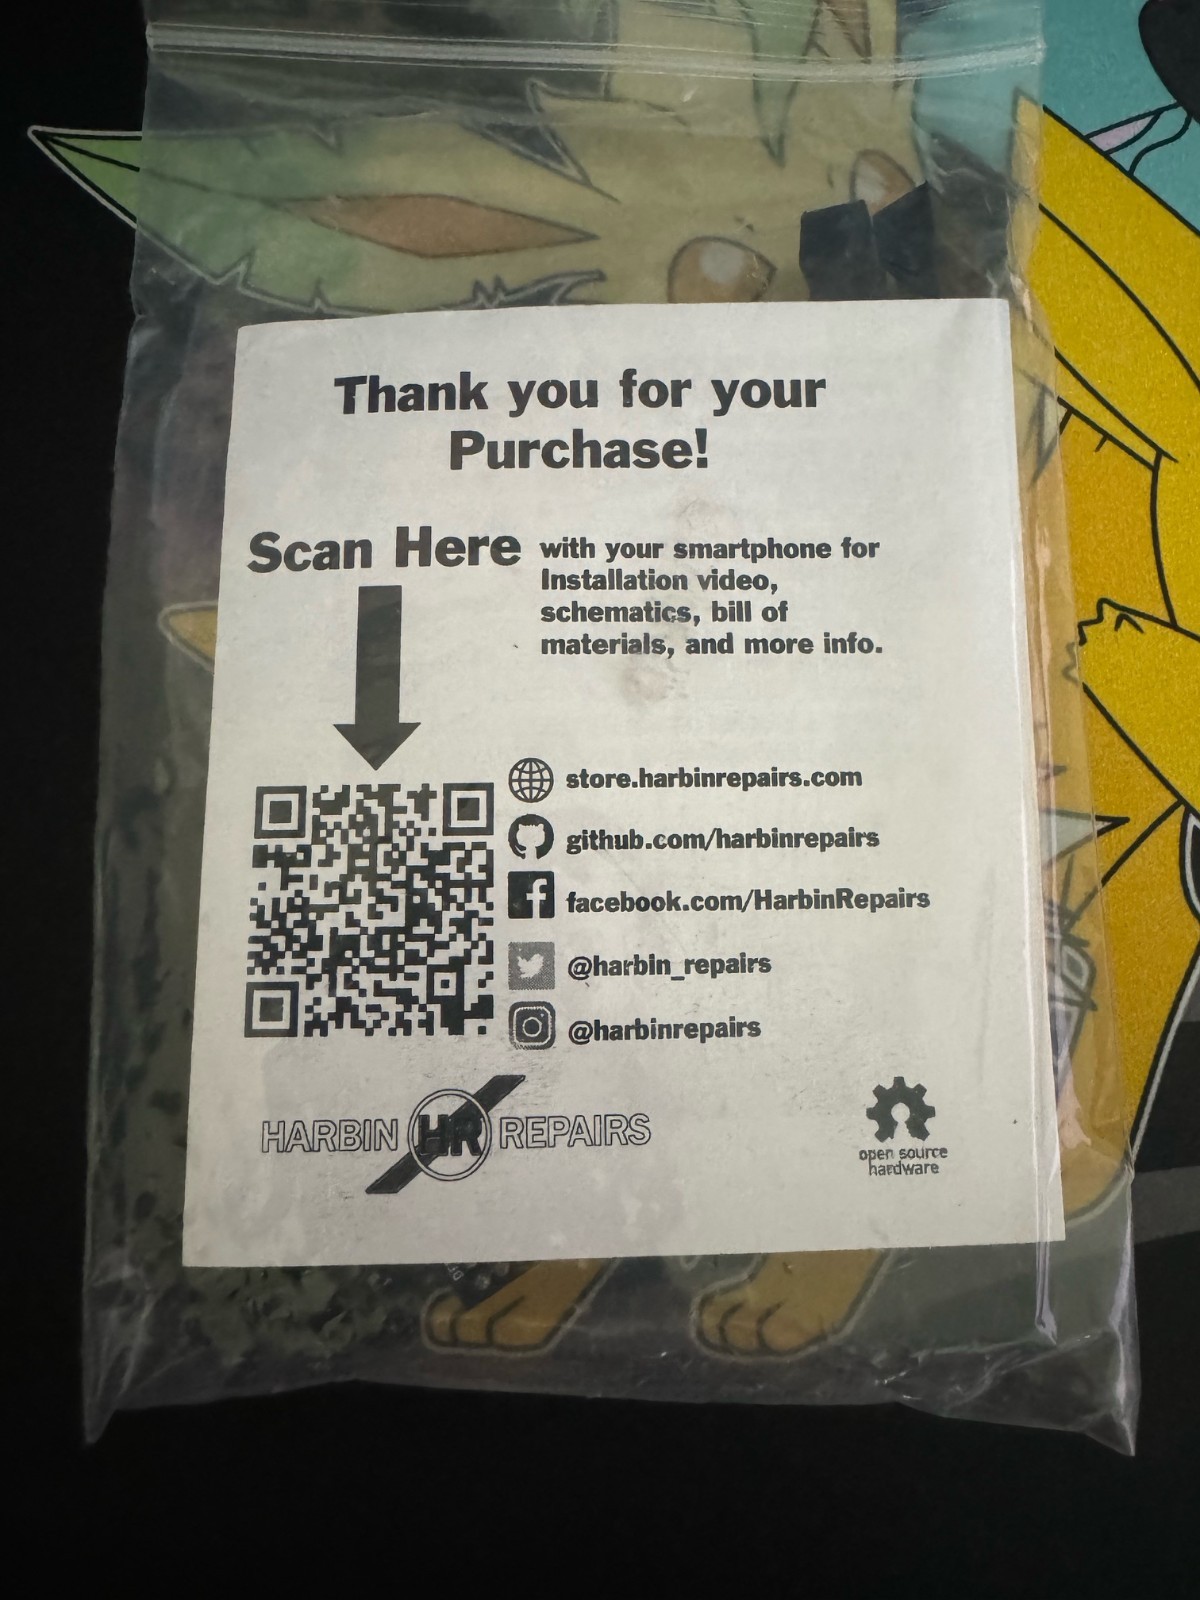 Thank you for your
Purchase!
Scan Here
with your smartphone for
Installation video,
schematics, bill of
materials, and more info.
store.harbinrepairs.com
github.com/harbinrepairs
facebook.com/HarbinRepairs
@harbin_repairs
@harbinrepairs
HARBIN HR REPAIRS
open source
hardware